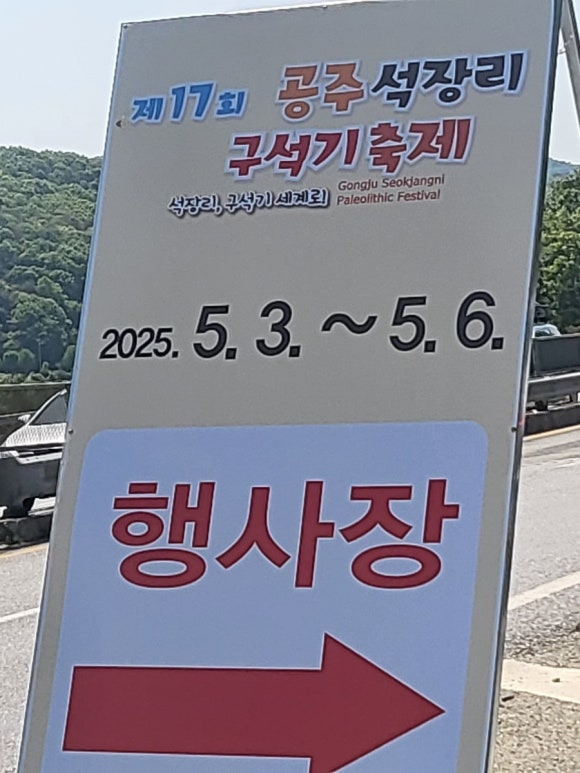 제17회 공주 석장리
구석기 축제
석장리, 구석기 세계로!
Gongju Seokjangni
Paleolithic Festival
2025. 5. 3. ~ 5. 6.
행사장